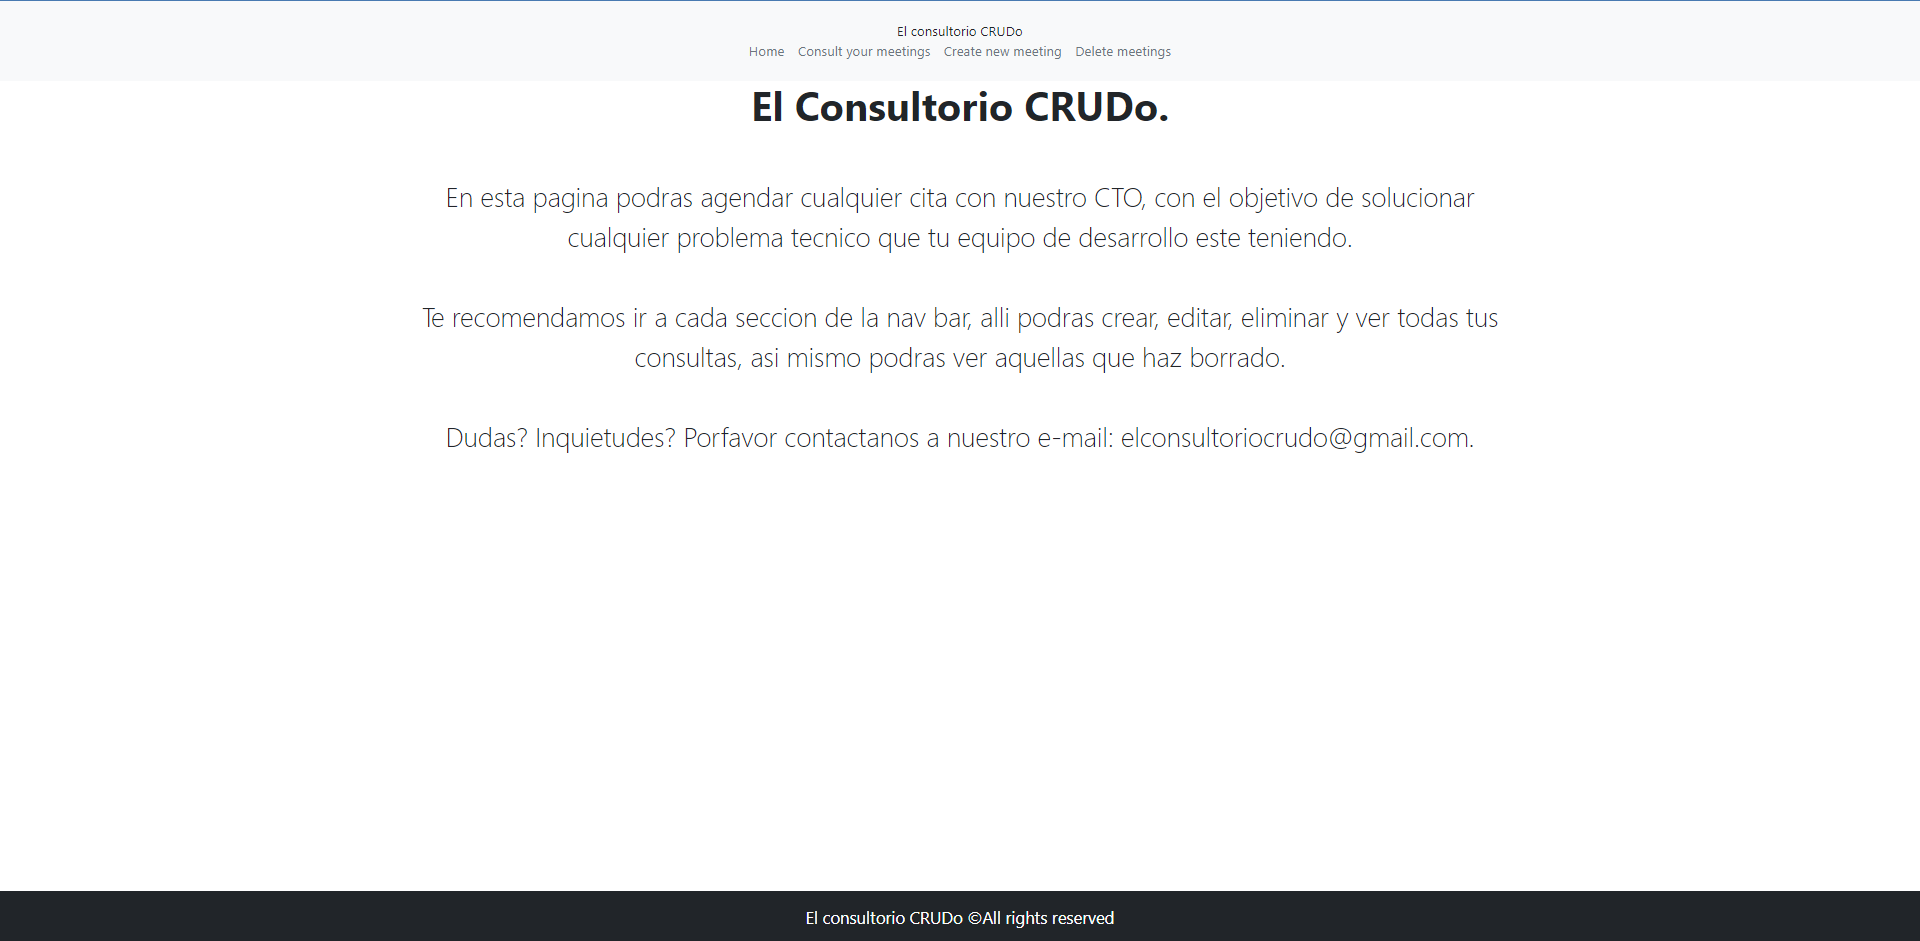 El consultorio CRUDo
Home Consult your meetings Create new meeting Delete meetings
El Consultorio CRUDo.
En esta pagina podras agendar cualquier cita con nuestro CTO, con el objetivo de solucionar
cualquier problema tecnico que tu equipo de desarrollo este teniendo.
Te recomendamos ir a cada seccion de la nav bar, alli podras crear, editar, eliminar y ver todas tus
consultas, asi mismo podras ver aquellas que haz borrado.
Dudas? Inquietudes? Porfavor contactanos a nuestro e-mail: elconsultoriocrudo@gmail.com.
El consultorio CRUDo ©All rights reserved